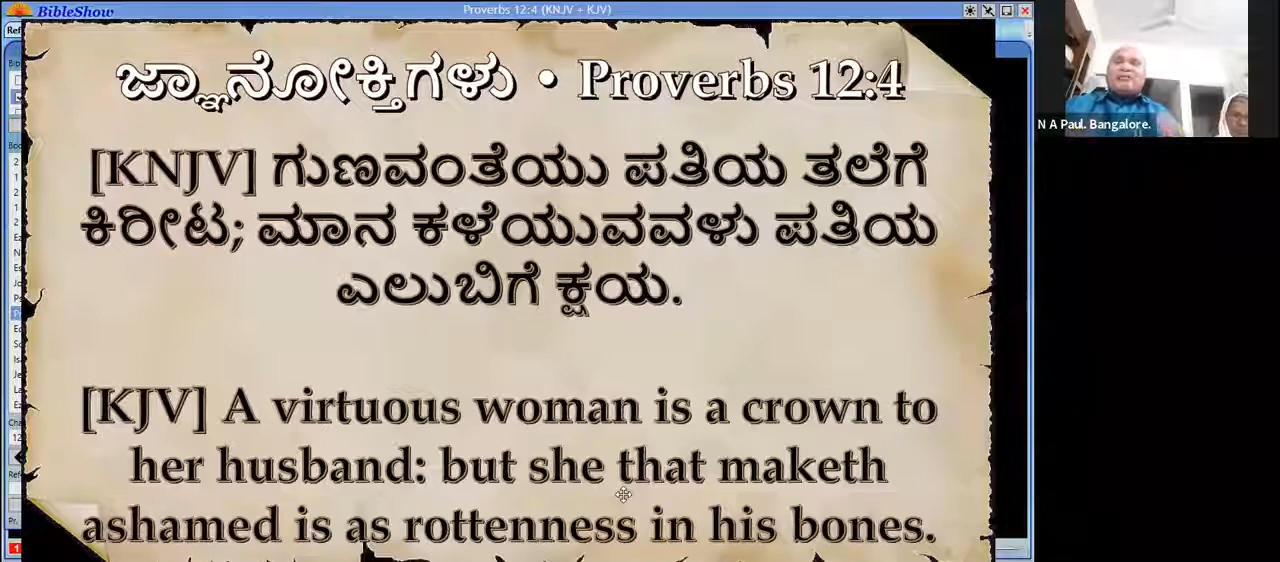 BibleShow
Proverbs 12:4 (KNJV + KJV)
ಜ್ಞಾನೋಕ್ತಿಗಳು • Proverbs 12:4
[KNJV] ಗುಣವಂತೆಯು ಪತಿಯ ತಲೆಗೆ
ಕಿರೀಟ; ಮಾನ ಕಳೆಯುವವಳು ಪತಿಯ
ಎಲುಬಿಗೆ ಕ್ಷಯ.
[KJV] A virtuous woman is a crown to
her husband: but she that maketh
ashamed is as rottenness in his bones.
N A Paul. Bangalore.